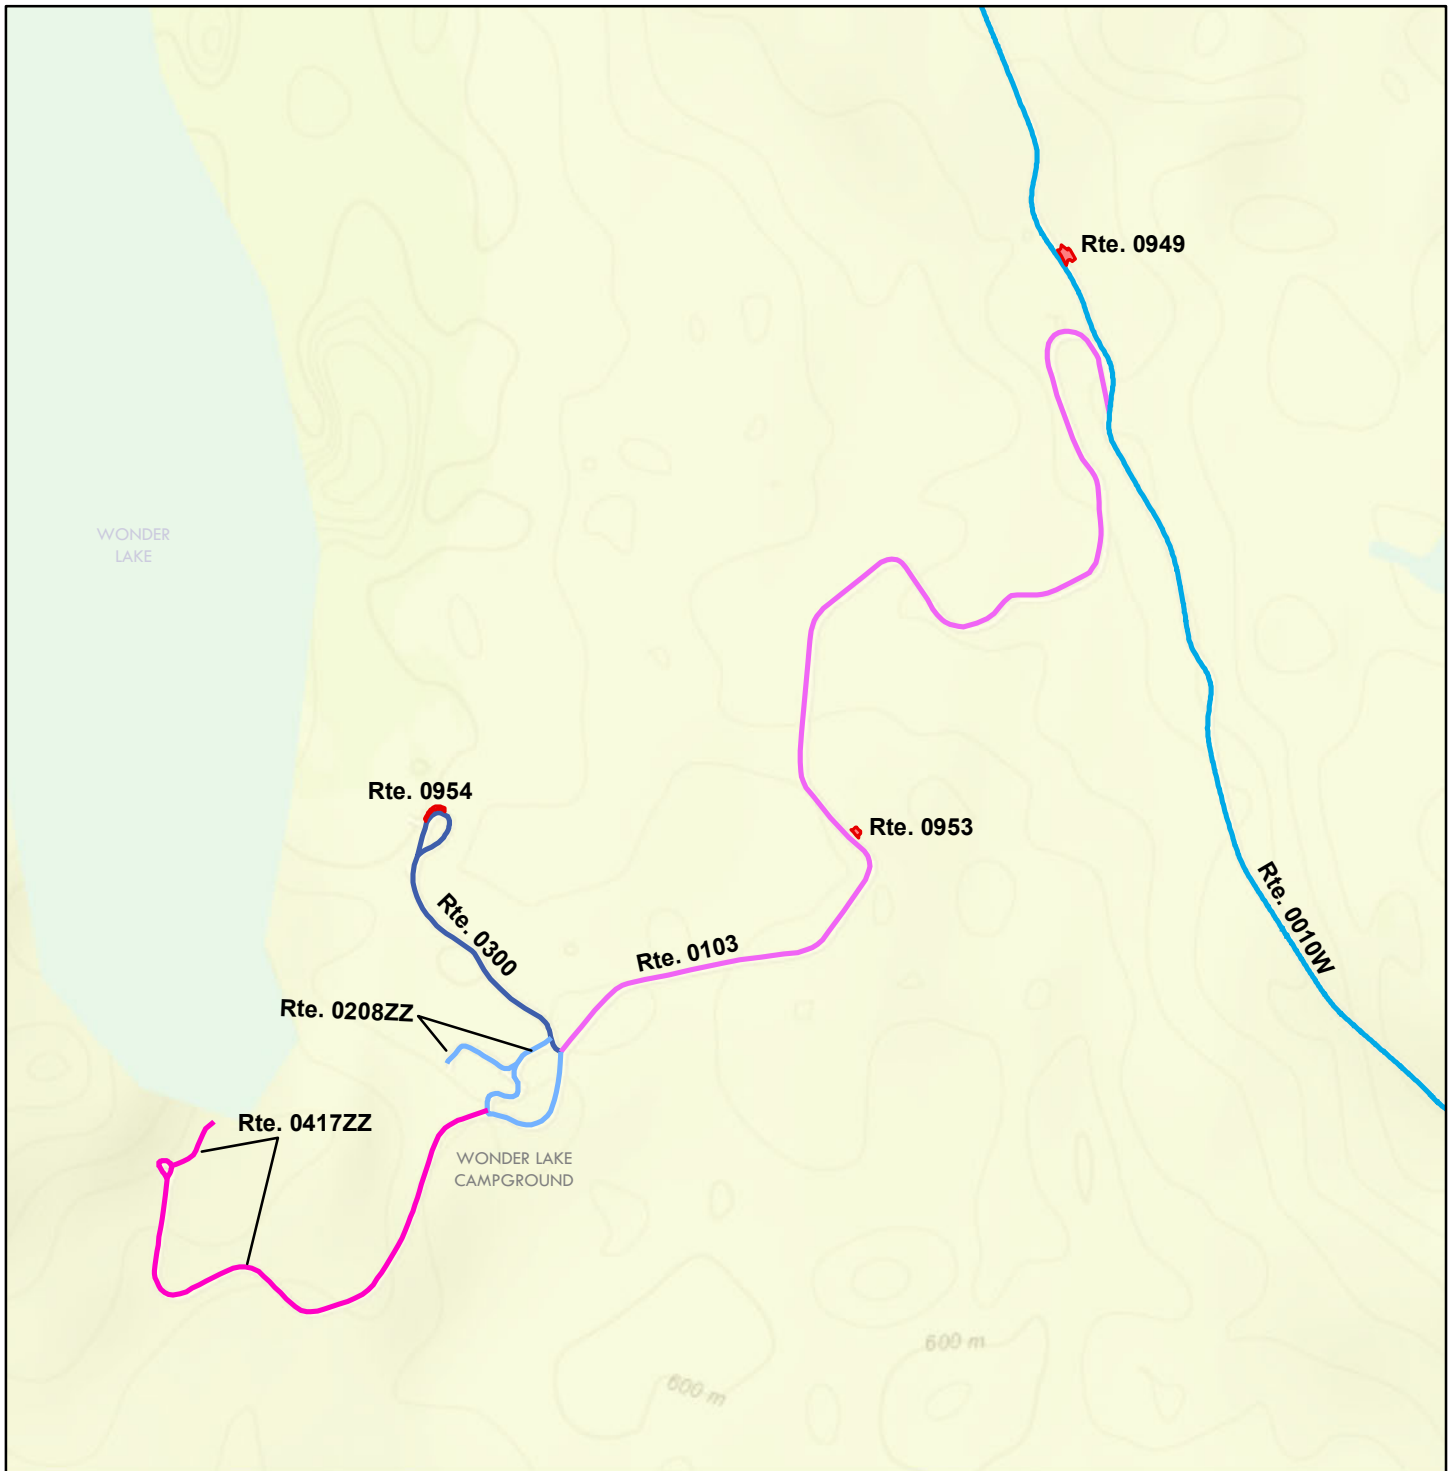 Rte. 0949
WONDER
LAKE
Rte. 0954
Rte. 0953
Rte. 0010W
Rte. 0300
Rte. 0103
Rte. 0208ZZ
Rte. 0417ZZ
WONDER LAKE
CAMPGROUND
600 m
600 m